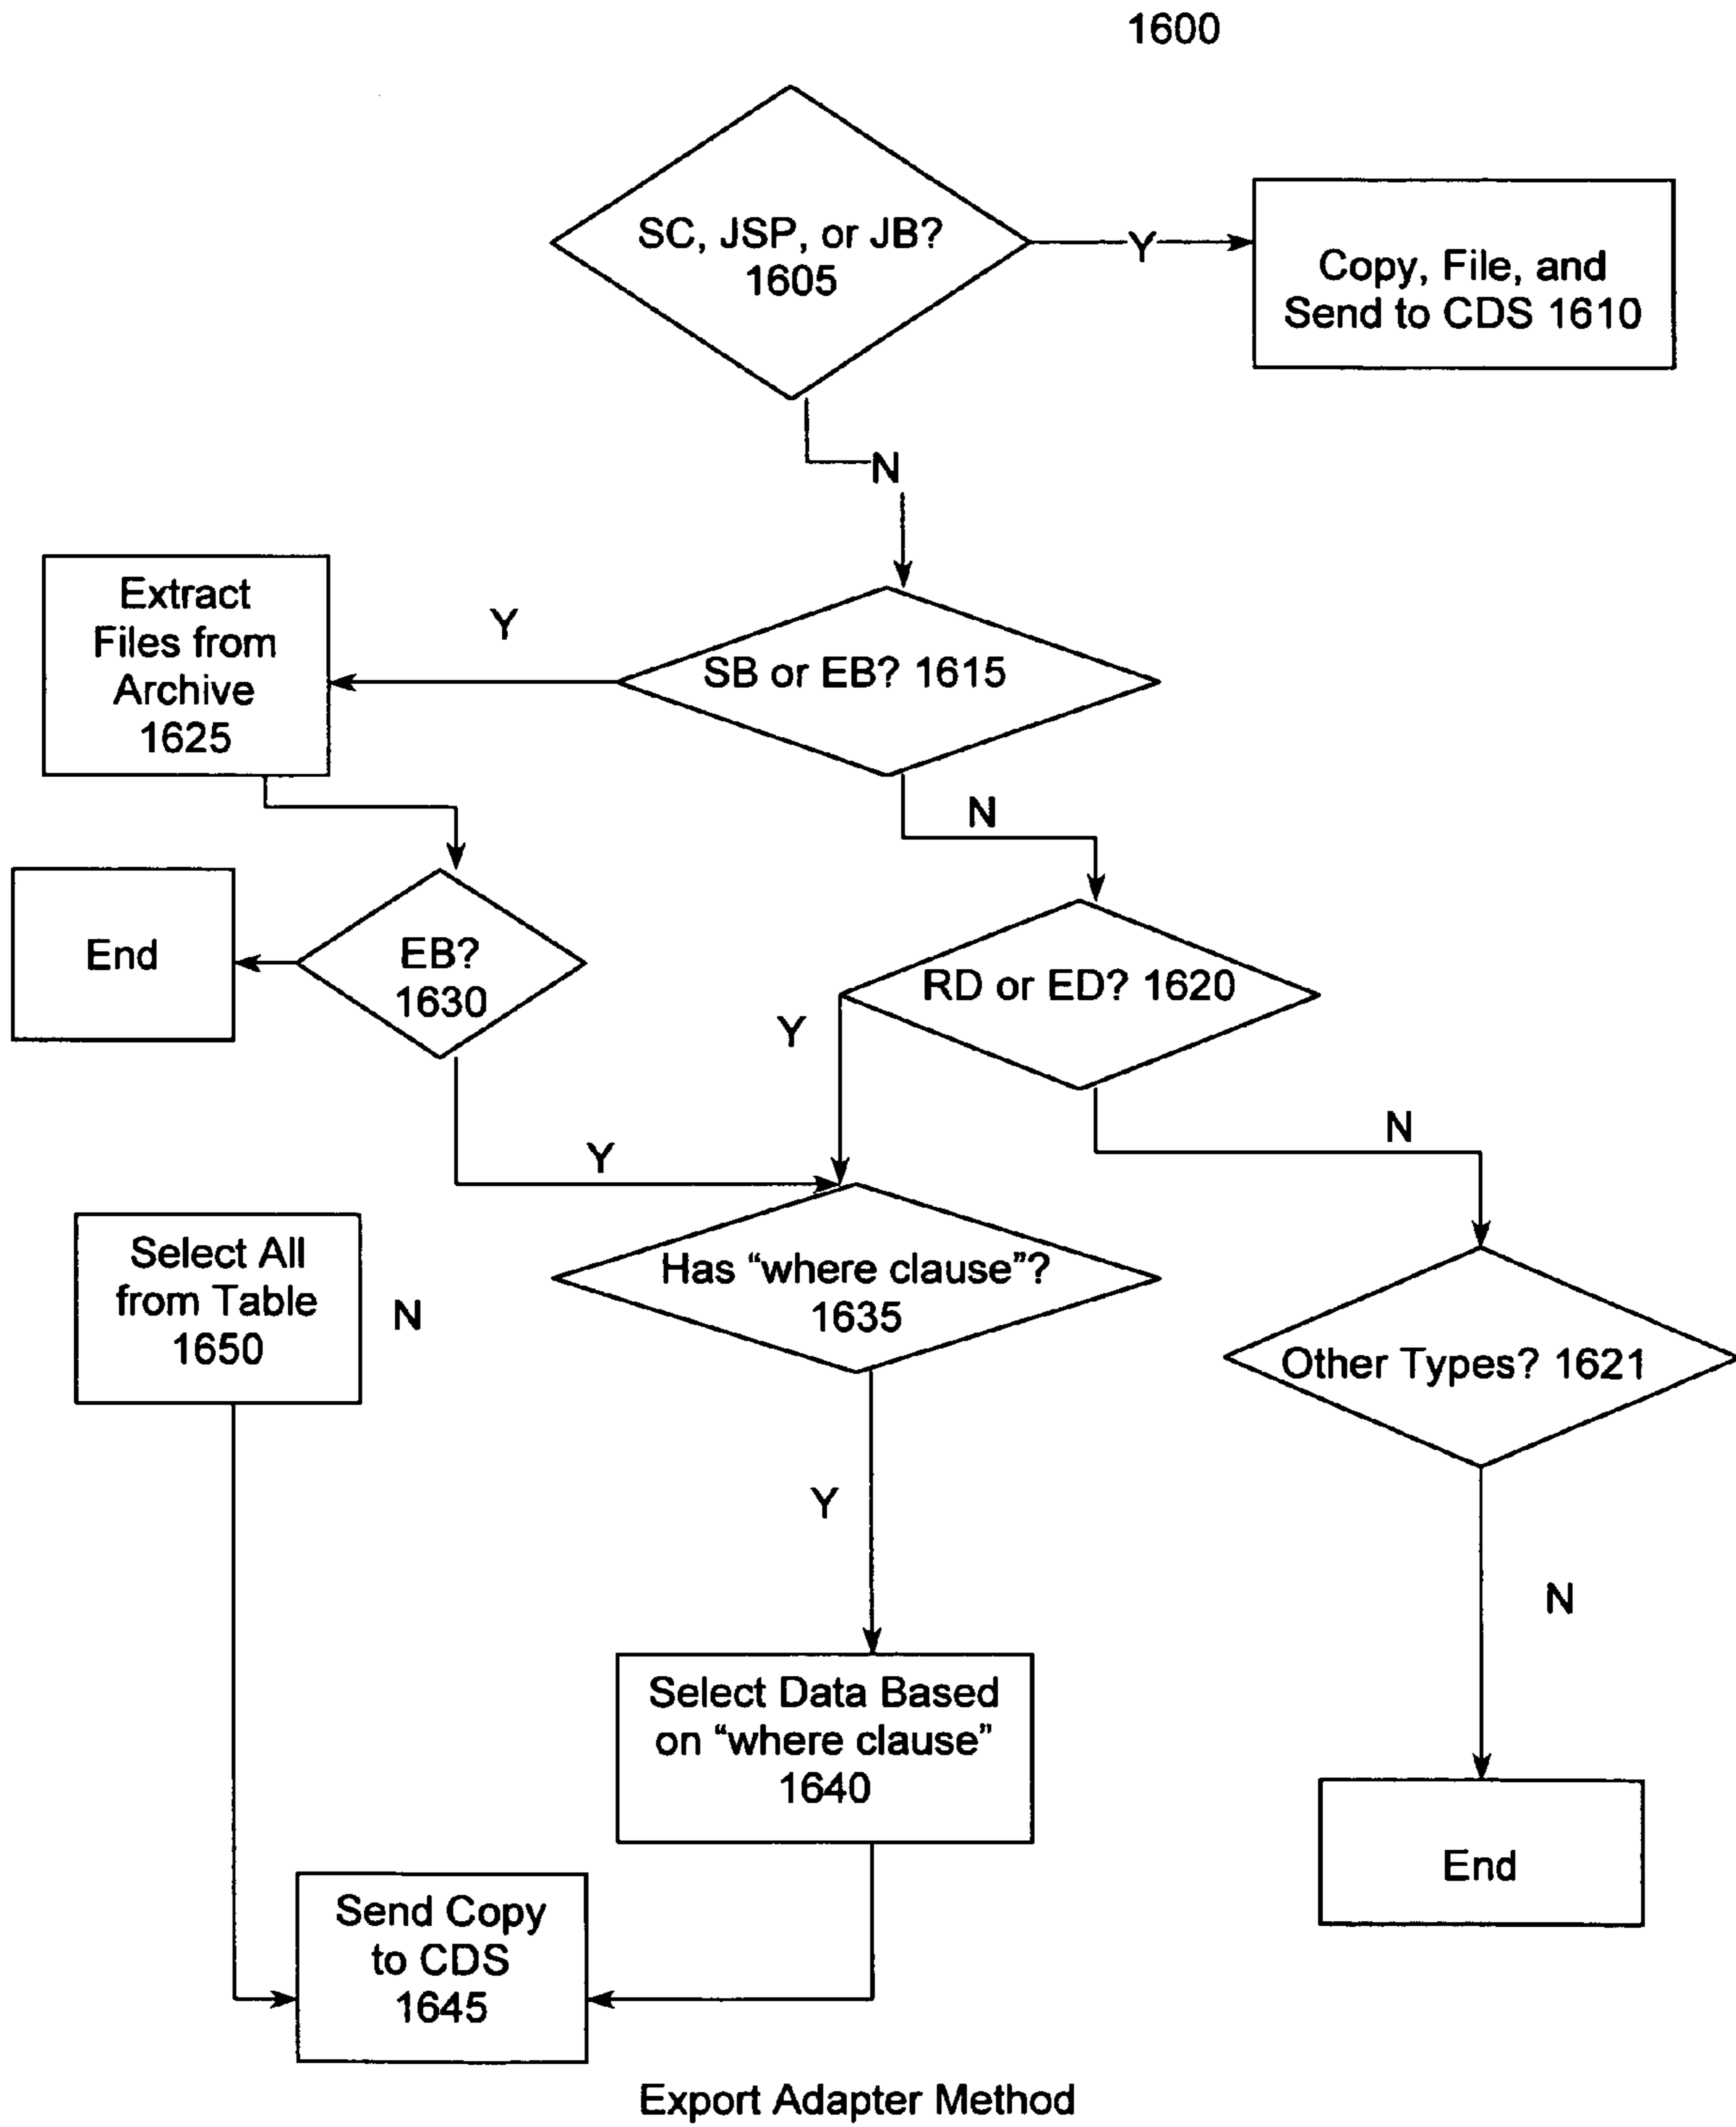 1600
SC, JSP, or JB?
1605
Y
Copy, File, and
Send to CDS 1610
N
Extract
Files from
Archive
1625
Y
SB or EB? 1615
N
End
EB?
1630
RD or ED? 1620
Y
N
Y
Select All
from Table
1650
N
Has “where clause”?
1635
Other Types? 1621
Y
N
Select Data Based
on “where clause”
1640
End
Send Copy
to CDS
1645
Export Adapter Method